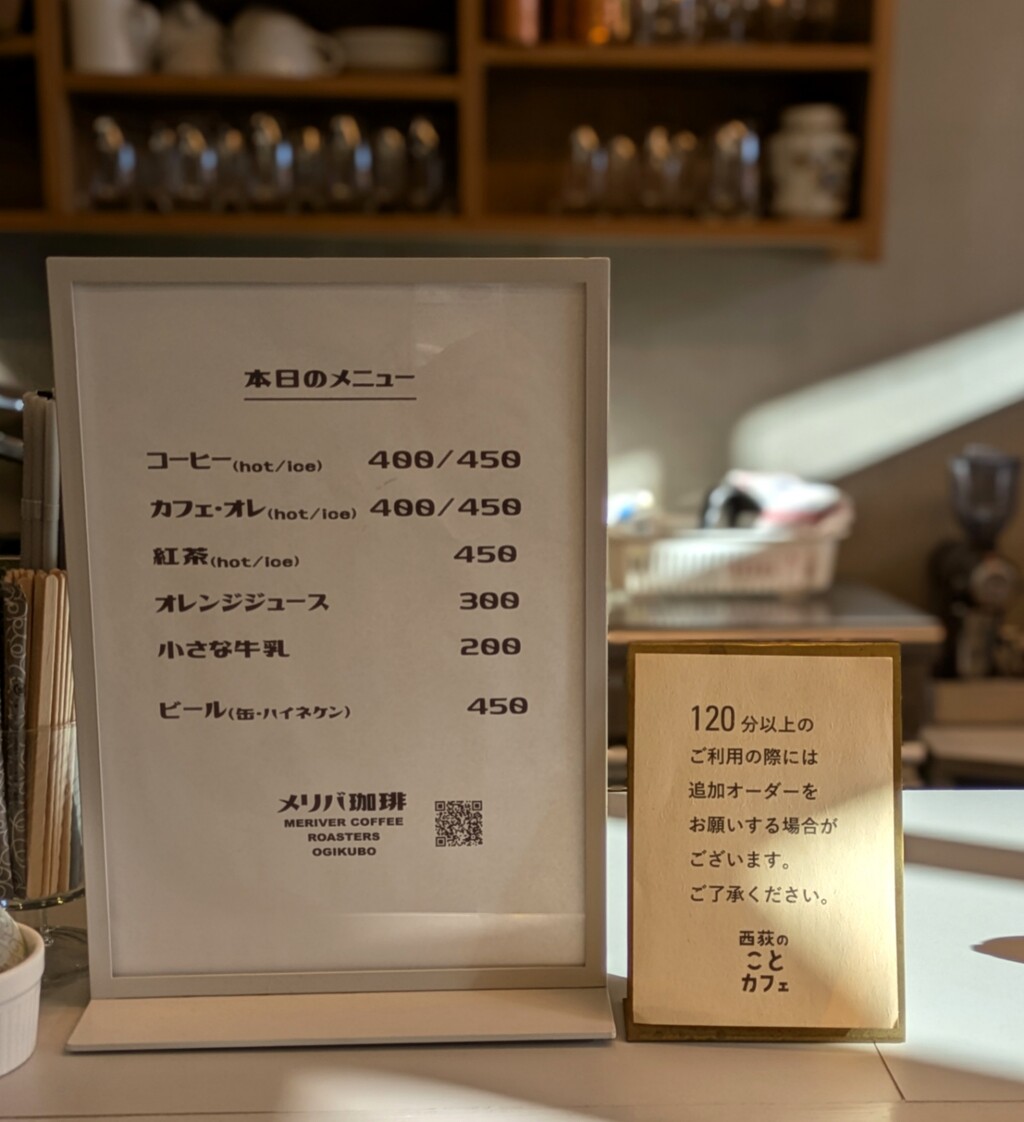 本日のメニュー
コーヒー(hot/ice) 400/450
カフェ・オレ(hot/ice) 400/450
紅茶(hot/ice) 450
オレンジジュース 300
小さな牛乳 200
ビール(缶・ハイネケン) 450
メリバ珈琲
MERIVER COFFEE
ROASTERS
OGIKUBO
120分以上の
ご利用の際には
追加オーダーを
お願いする場合が
ございます。
ご了承ください。
西荻の
こと
カフェ